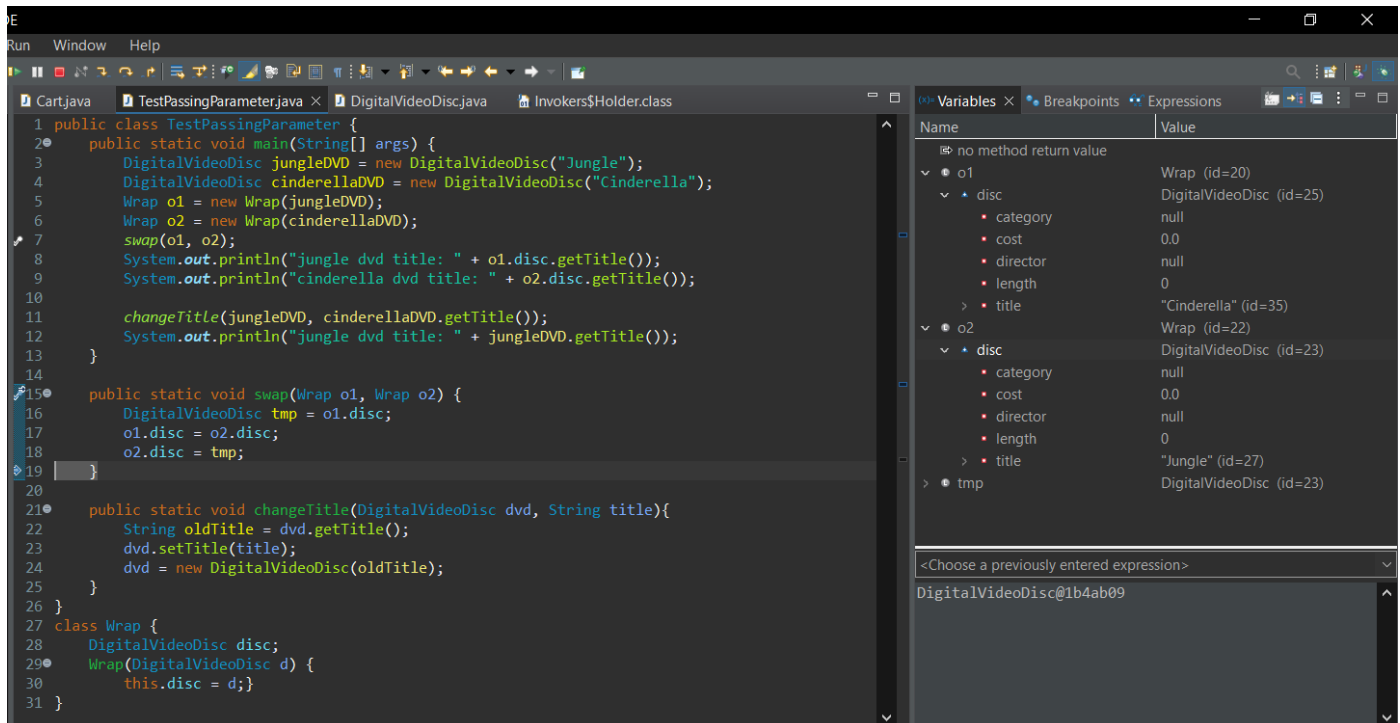 DE
Run Window Help
Cart.java TestPassingParameter.java DigitalVideoDisc.java Invokers$Holder.class
1 public class TestPassingParameter {
2 public static void main(String[] args) {
3 DigitalVideoDisc jungleDVD = new DigitalVideoDisc("Jungle");
4 DigitalVideoDisc cinderellaDVD = new DigitalVideoDisc("Cinderella");
5 Wrap o1 = new Wrap(jungleDVD);
6 Wrap o2 = new Wrap(cinderellaDVD);
7 swap(o1, o2);
8 System.out.println("jungle dvd title: " + o1.disc.getTitle());
9 System.out.println("cinderella dvd title: " + o2.disc.getTitle());
10
11 changeTitle(jungleDVD, cinderellaDVD.getTitle());
12 System.out.println("jungle dvd title: " + jungleDVD.getTitle());
13 }
14
15 public static void swap(Wrap o1, Wrap o2) {
16 DigitalVideoDisc tmp = o1.disc;
17 o1.disc = o2.disc;
18 o2.disc = tmp;
19 }
20
21 public static void changeTitle(DigitalVideoDisc dvd, String title){
22 String oldTitle = dvd.getTitle();
23 dvd.setTitle(title);
24 dvd = new DigitalVideoDisc(oldTitle);
25 }
26 }
27 class Wrap {
28 DigitalVideoDisc disc;
29 Wrap(DigitalVideoDisc d) {
30 this.disc = d;}
31 }
Variables Breakpoints Expressions
Name Value
no method return value
o1 Wrap (id=20)
disc DigitalVideoDisc (id=25)
category null
cost 0.0
director null
length 0
title "Cinderella" (id=35)
o2 Wrap (id=22)
disc DigitalVideoDisc (id=23)
category null
cost 0.0
director null
length 0
title "Jungle" (id=27)
tmp DigitalVideoDisc (id=23)
<Choose a previously entered expression>
DigitalVideoDisc@1b4ab09